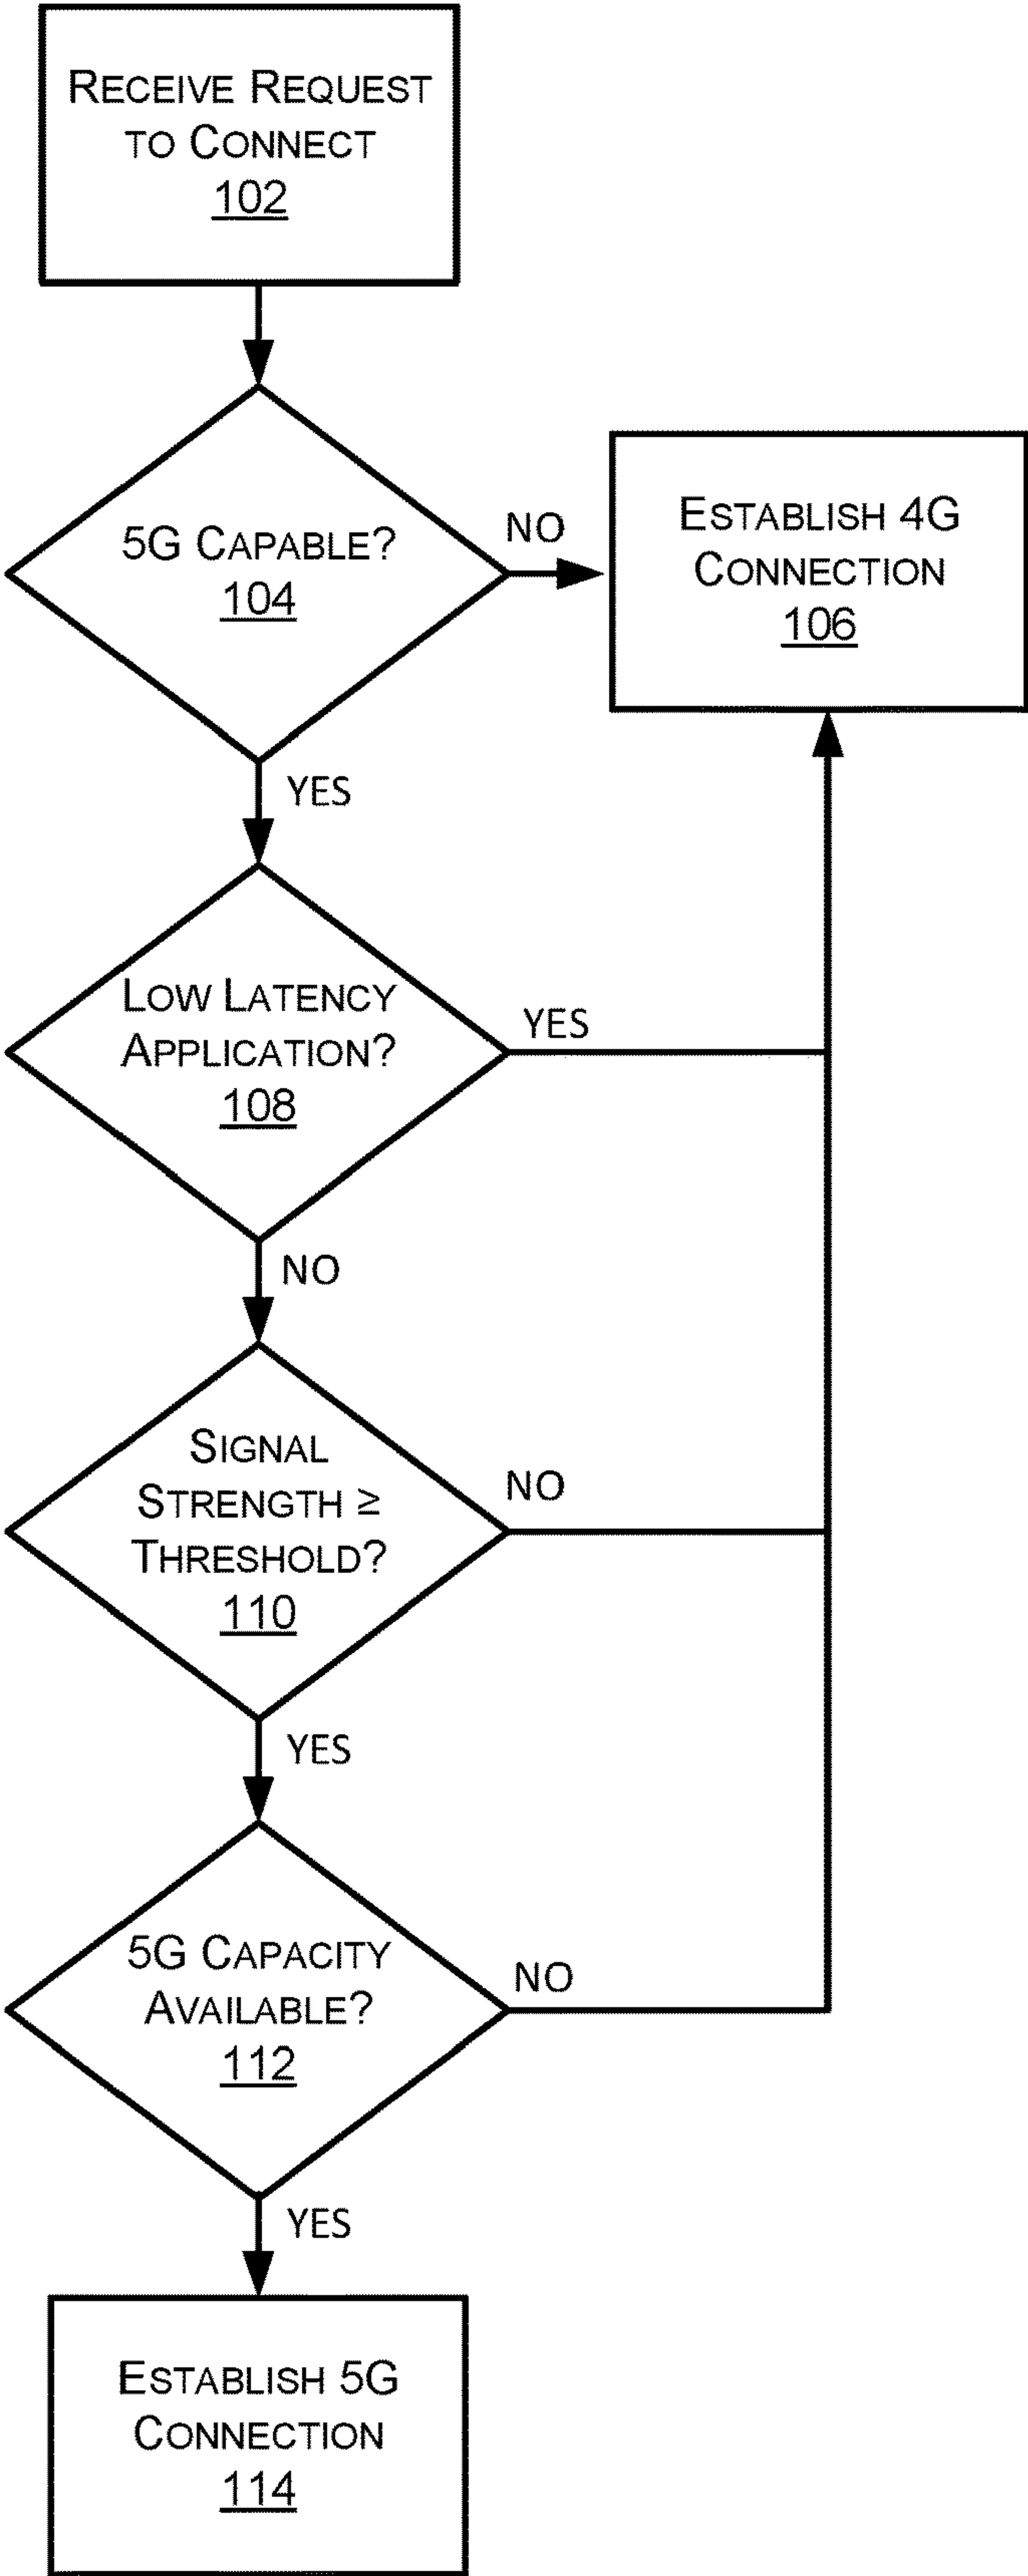 RECEIVE REQUEST
TO CONNECT
102
5G CAPABLE?
104
NO
ESTABLISH 4G
CONNECTION
106
YES
LOW LATENCY
APPLICATION?
108
YES
NO
SIGNAL
STRENGTH ≥
THRESHOLD?
110
NO
YES
5G CAPACITY
AVAILABLE?
112
NO
YES
ESTABLISH 5G
CONNECTION
114